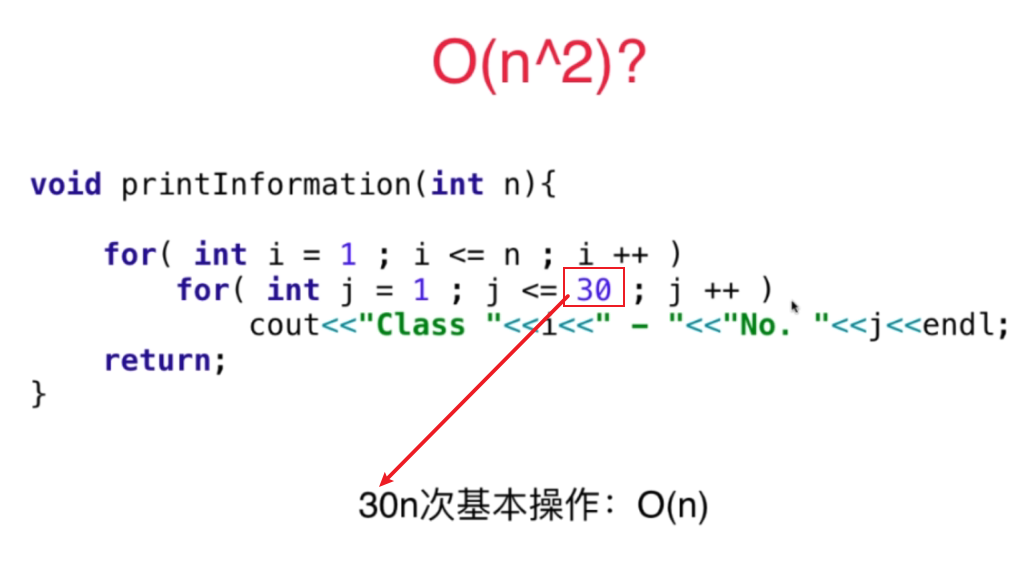 O(n^2)?
void printInformation(int n){
for( int i = 1 ; i <= n ; i ++ )
for( int j = 1 ; j <= 30 ; j ++ )
cout<<"Class "<<i<<" - "<<"No. "<<j<<endl;
return;
}
30n次基本操作：O(n)